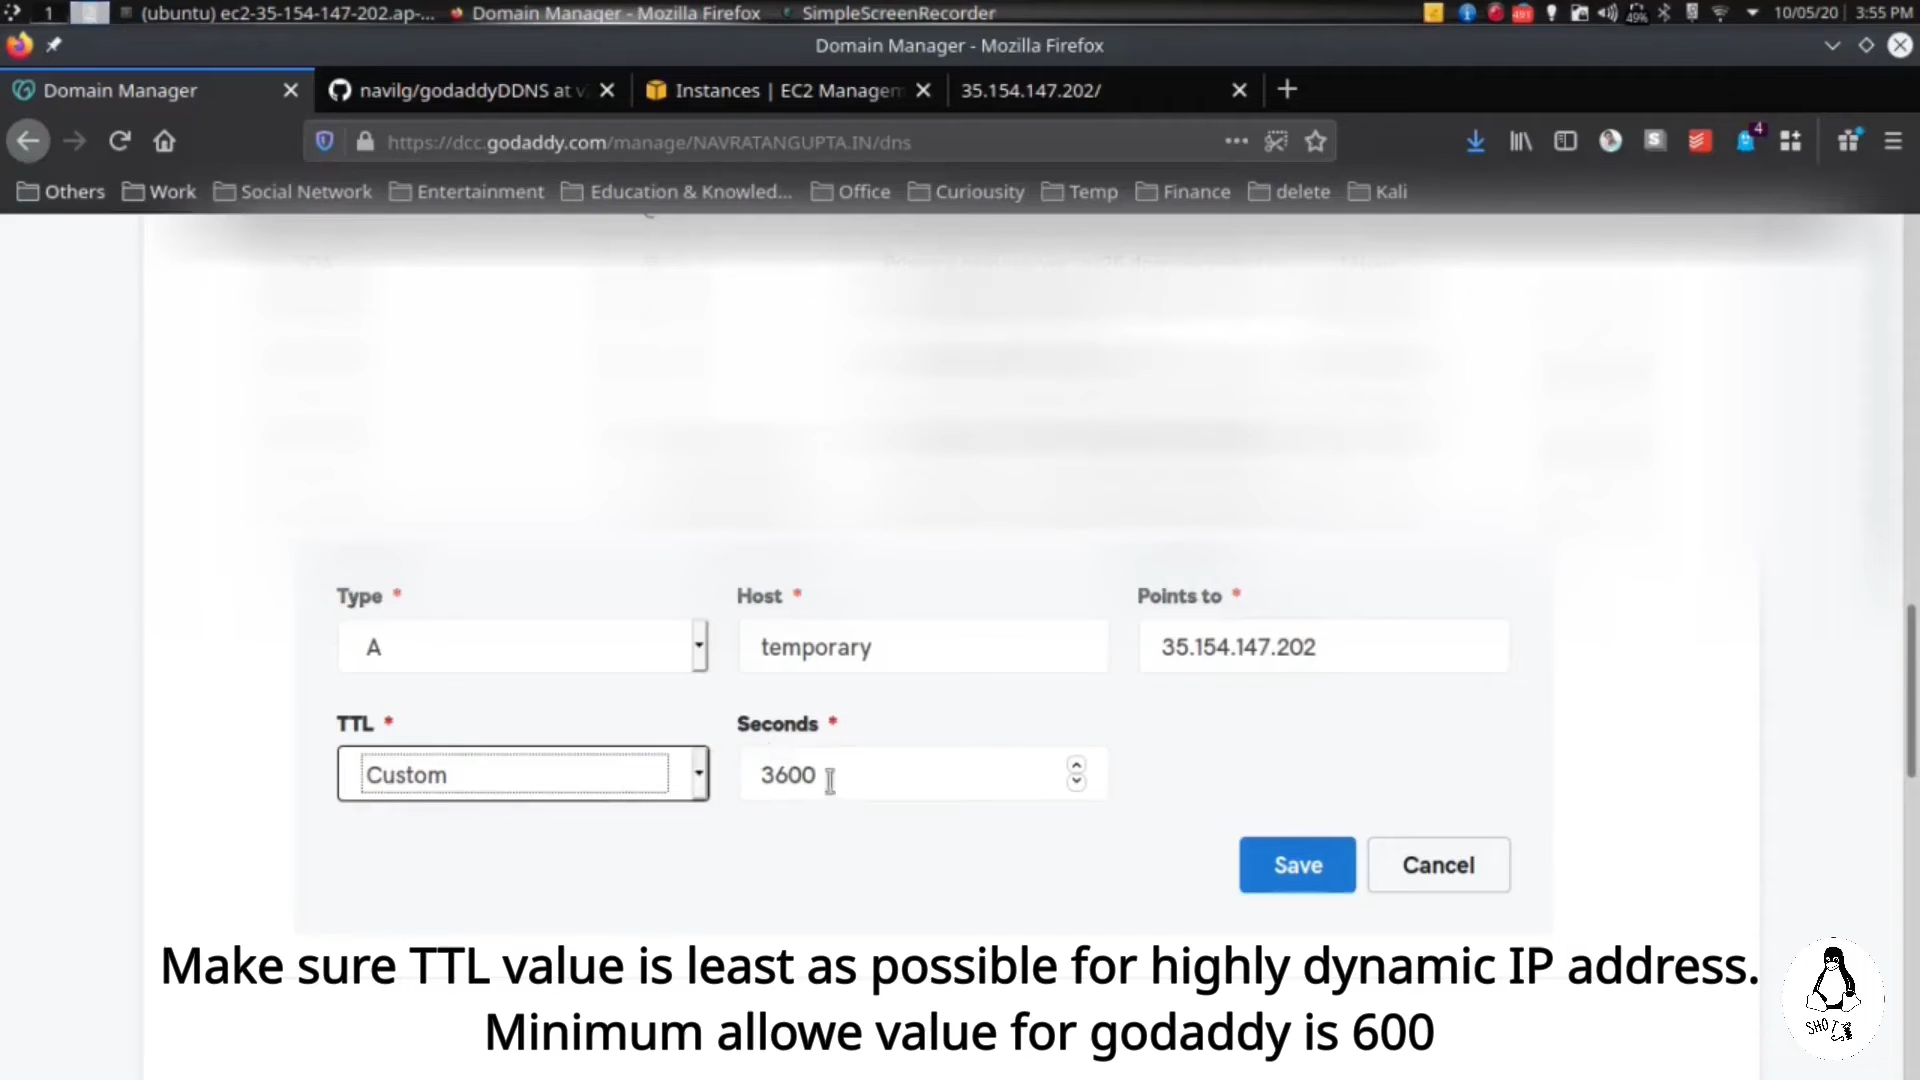 1 (ubuntu) ec2-35-154-147-202.ap-... Domain Manager - Mozilla Firefox SimpleScreenRecorder 491 49% 10/05/20 3:55 PM
Domain Manager - Mozilla Firefox
Domain Manager navilg/godaddyDDNS at v Instances | EC2 Managem 35.154.147.202/
https://dcc.godaddy.com/manage/NAVRATANGUPTA.IN/dns S 4
Others Work Social Network Entertainment Education & Knowled... Office Curiousity Temp Finance delete Kali
Type * Host * Points to *
A temporary 35.154.147.202
TTL * Seconds *
Custom 3600
Save Cancel
Make sure TTL value is least as possible for highly dynamic IP address.
Minimum allowe value for godaddy is 600